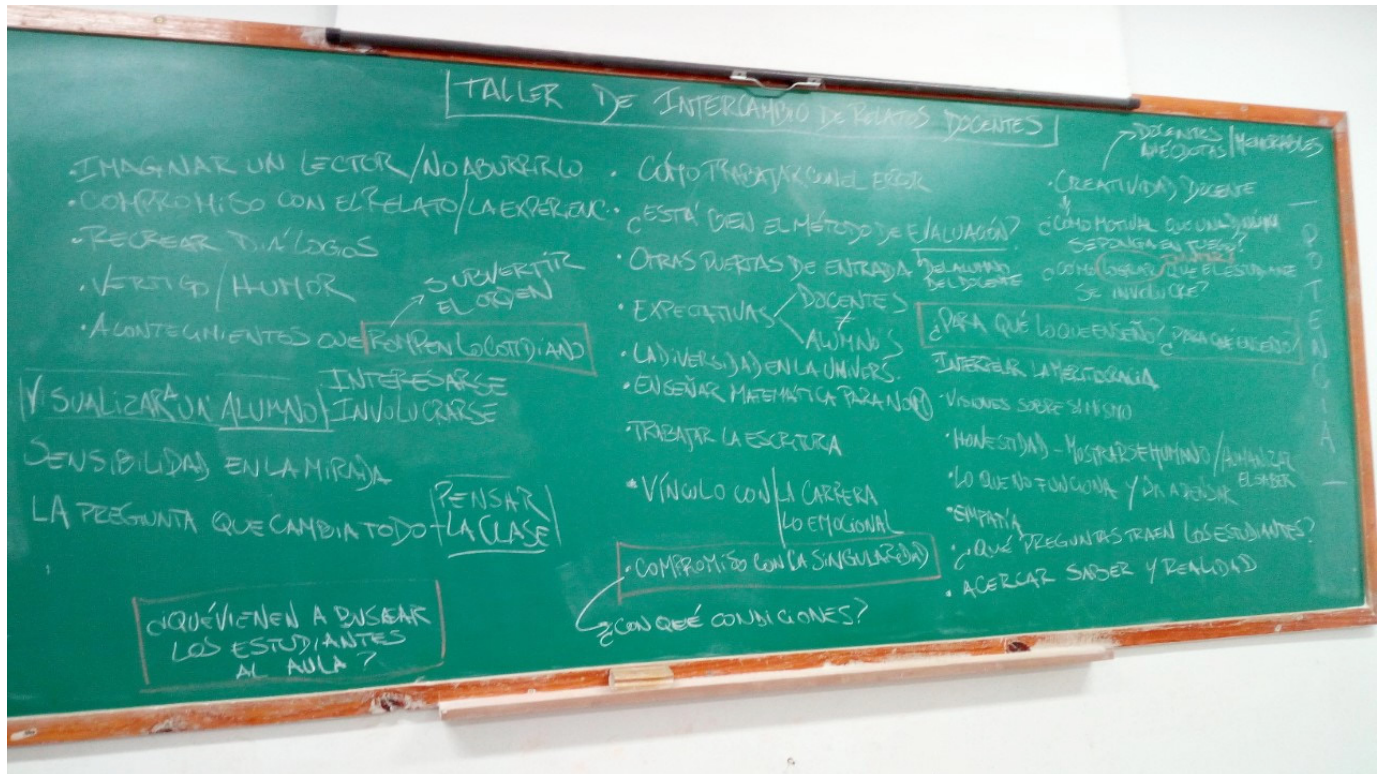 TALLER DE INTERCAMBIO DE RELATOS DOCENTES
· IMAGINAR UN LECTOR / NO ABURRIRLO
· COMPROMISO CON EL RELATO / LA EXPERIENC.
· RECREAR DIÁLOGOS
· VERTIGO / HUMOR
SUBVERTIR
EL ORDEN
· ACONTECIMIENTOS QUE ROMPEN LO COTIDIANO
VISUALIZAR A UN ALUMNO
INTERESARSE
INVOLUCRARSE
SENSIBILIDAD EN LA MIRADA
LA PREGUNTA QUE CAMBIA TODO
PENSAR
LA CLASE
¿QUÉ VIENEN A BUSCAR
LOS ESTUDIANTES
AL AULA?
· CÓMO TRABAJAR CON EL ERROR
· ¿ESTÁ BIEN EL MÉTODO DE EVALUACIÓN?
· OTRAS PUERTAS DE ENTRADA DEL ALUMNO
DEL DOCENTE
· EXPECTATIVAS
DOCENTES
≠
ALUMNOS
· LA DIVERSIDAD EN LA UNIVERS.
· ENSEÑAR MATEMÁTICA PARA NO
· TRABAJAR LA ESCRITURA
· VÍNCULO CON
LA CARRERA
LO EMOCIONAL
· COMPROMISO CON LA SINGULARIDAD
¿CON QUÉ CONDICIONES?
DOCENTES
ANÉCDOTAS / MEMORABLES
· CREATIVIDAD DOCENTE
¿CÓMO MOTIVAR QUE UNA
SE PONGA EN JUEGO?
¿CÓMO LOGRAR QUE EL ESTUDIANTE
SE INVOLUCRE?
¿PARA QUÉ LO QUE ENSEÑO? ¿PARA QUÉ ENSEÑO?
LA MERITOCRACIA
· VISIONES SOBRE SÍ MISMO
· HONESTIDAD - MOSTRARSE HUMANO / HUMANIZAR
EL SABER
· LO QUE NO FUNCIONA Y DA A PENSAR
· EMPATÍA
· ¿QUÉ PREGUNTAS TRAEN LOS ESTUDIANTES?
· ACERCAR SABER Y REALIDAD
POTENCIA